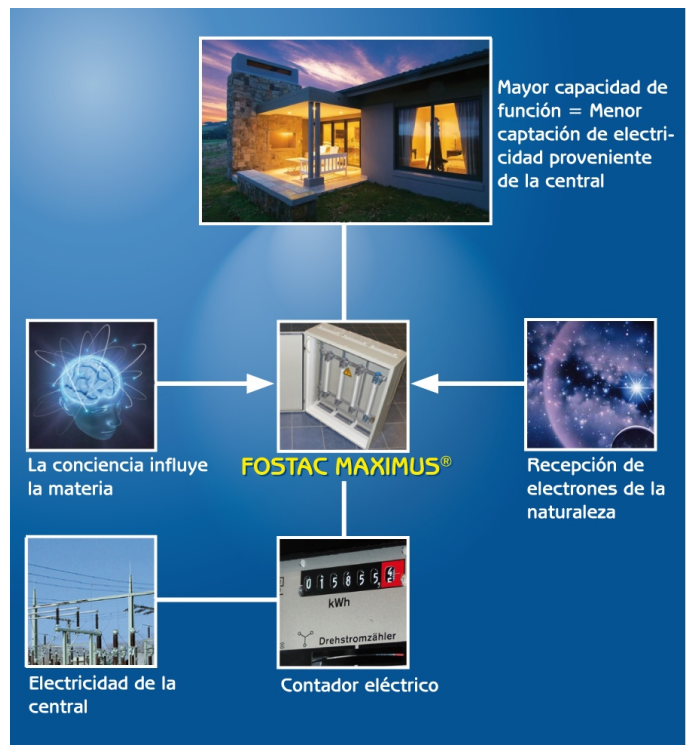 Mayor capacidad de
función = Menor
captación de electri-
cidad proveniente
de la central
La conciencia influye
la materia
FOSTAC MAXIMUS®
Recepción de
electrones de la
naturaleza
015855
kWh
Drehstromzähler
Electricidad de la
central
Contador eléctrico